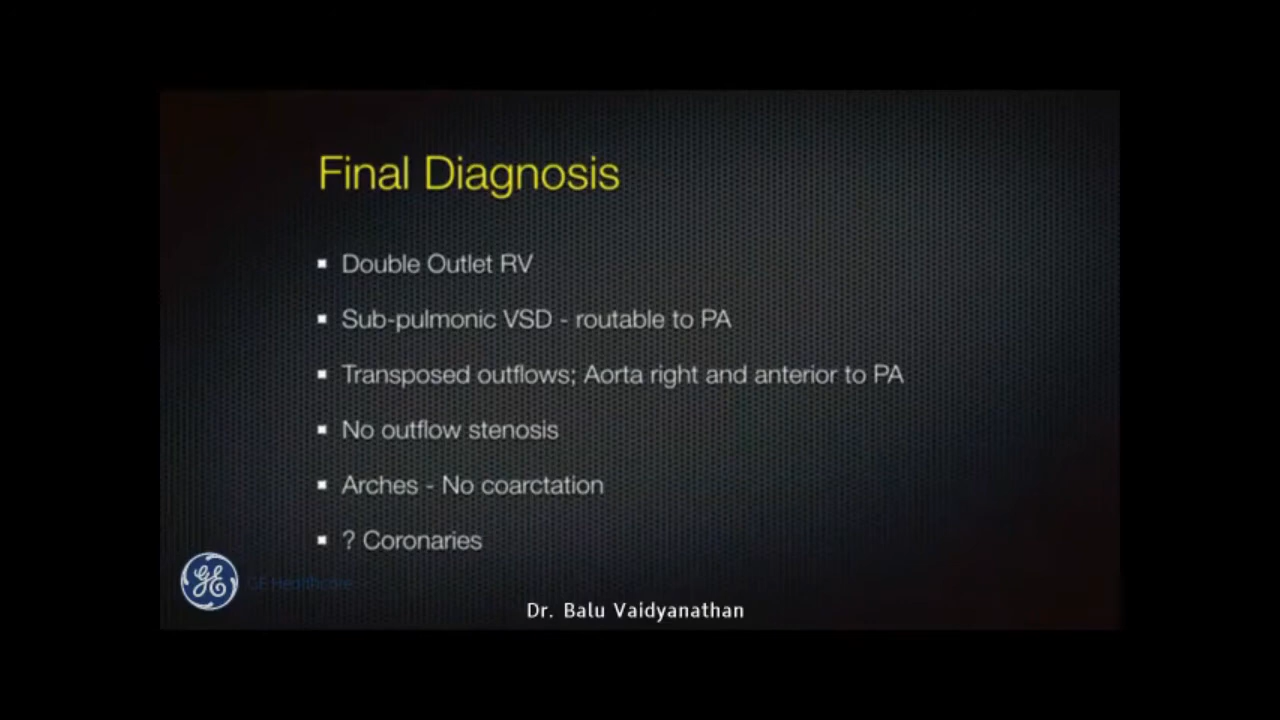 Final Diagnosis
▪ Double Outlet RV
▪ Sub-pulmonic VSD - routable to PA
▪ Transposed outflows; Aorta right and anterior to PA
▪ No outflow stenosis
▪ Arches - No coarctation
▪ ? Coronaries
GE GE Healthcare
Dr. Balu Vaidyanathan